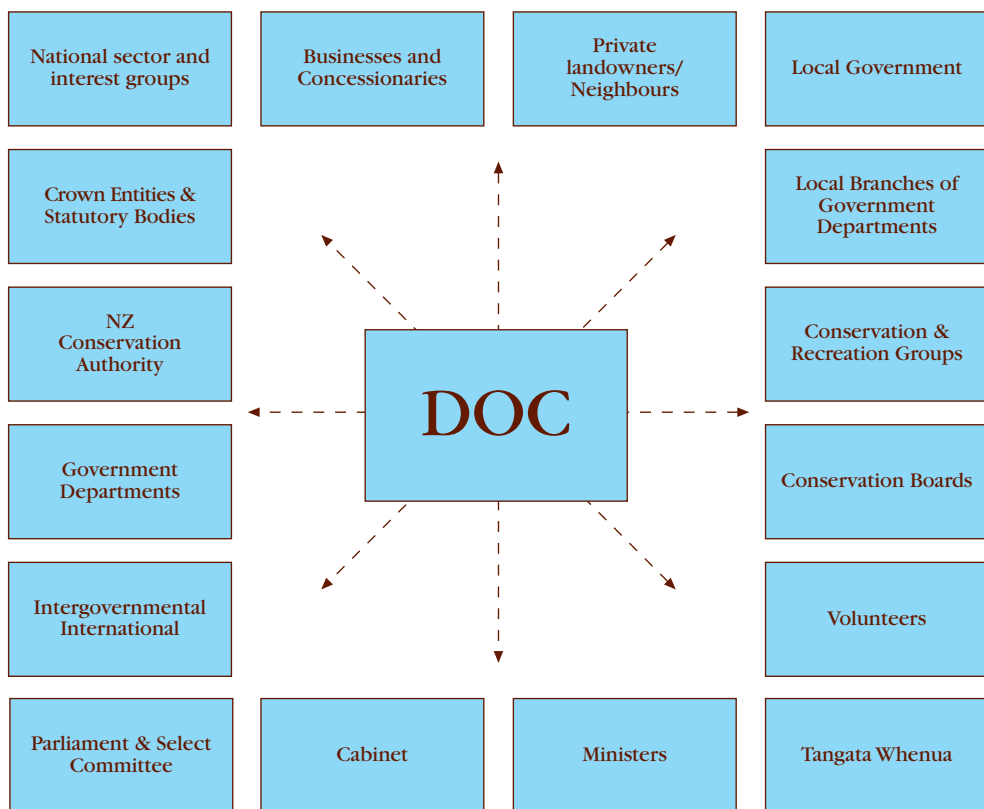 National sector and
interest groups
Businesses and
Concessionaries
Private
landowners/
Neighbours
Local Government
Crown Entities &
Statutory Bodies
Local Branches of
Government
Departments
NZ
Conservation
Authority
Conservation &
Recreation Groups
DOC
Government
Departments
Conservation Boards
Intergovernmental
International
Volunteers
Parliament & Select
Committee
Cabinet
Ministers
Tangata Whenua